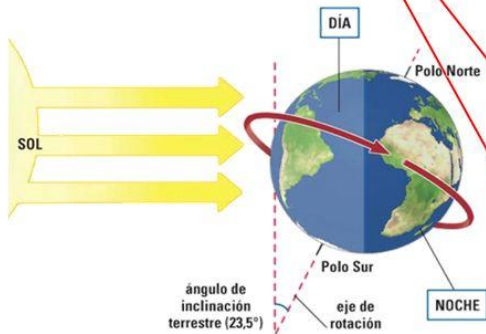 DÍA
Polo Norte
SOL
Polo Sur
ángulo de
inclinación
terrestre (23,5°)
eje de
rotación
NOCHE